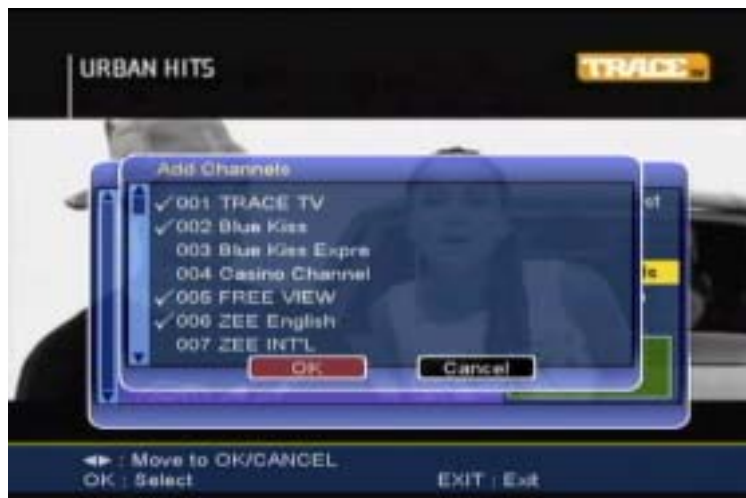 URBAN HITS
TRACE
Add Channels
✓001 TRACE TV
✓002 Blue Kiss
003 Blue Kiss Expre
004 Casino Channel
✓005 FREE VIEW
✓006 ZEE English
007 ZEE INT'L
OK
Cancel
◄► : Move to OK/CANCEL
OK : Select
EXIT : Exit